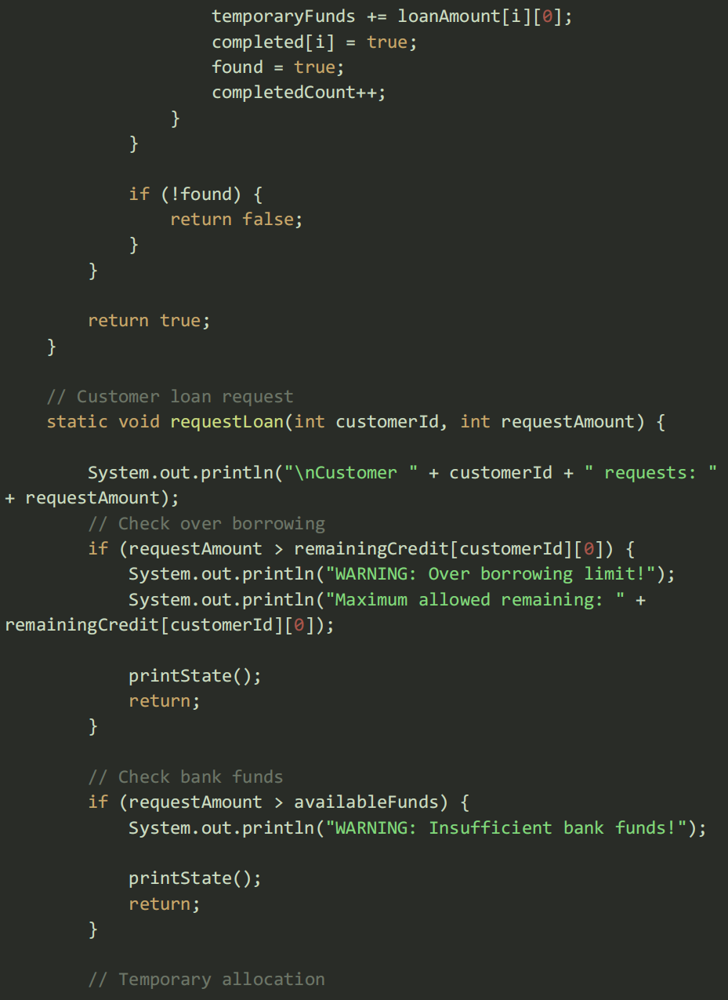 temporaryFunds += loanAmount[i][0];
completed[i] = true;
found = true;
completedCount++;
}
}
if (!found) {
return false;
}
}
return true;
}
// Customer loan request
static void requestLoan(int customerId, int requestAmount) {
System.out.println("\nCustomer " + customerId + " requests: "
+ requestAmount);
// Check over borrowing
if (requestAmount > remainingCredit[customerId][0]) {
System.out.println("WARNING: Over borrowing limit!");
System.out.println("Maximum allowed remaining: " +
remainingCredit[customerId][0]);
printState();
return;
}
// Check bank funds
if (requestAmount > availableFunds) {
System.out.println("WARNING: Insufficient bank funds!");
printState();
return;
}
// Temporary allocation